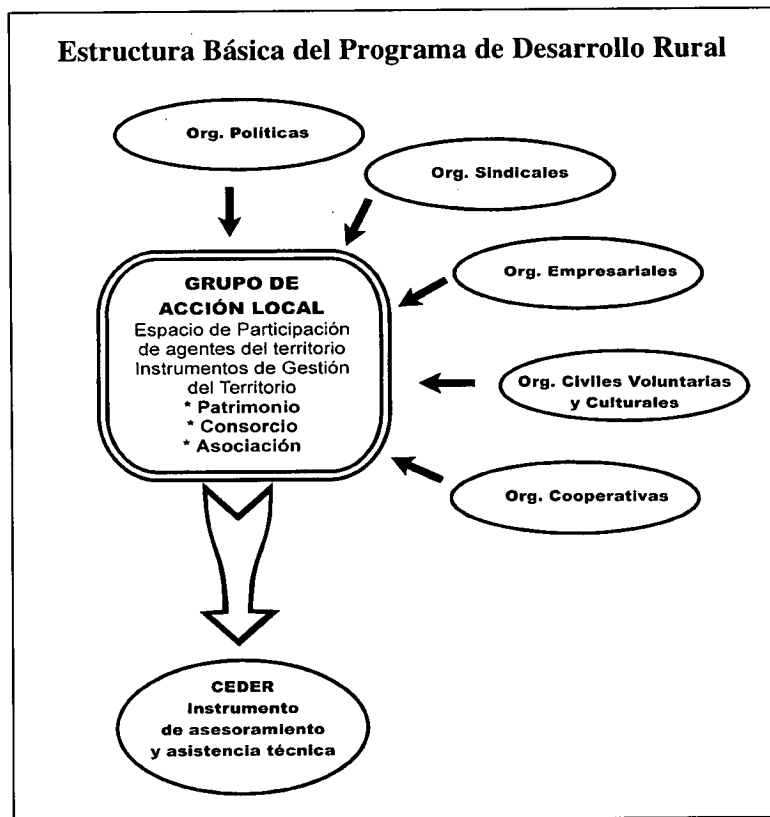 Estructura Básica del Programa de Desarrollo Rural
Org. Políticas
Org. Sindicales
Org. Empresariales
Org. Civiles Voluntarias
y Culturales
Org. Cooperativas
GRUPO DE
ACCIÓN LOCAL
Espacio de Participación
de agentes del territorio
Instrumentos de Gestión
del Territorio
* Patrimonio
* Consorcio
* Asociación
CEDER
Instrumento
de asesoramiento
y asistencia técnica